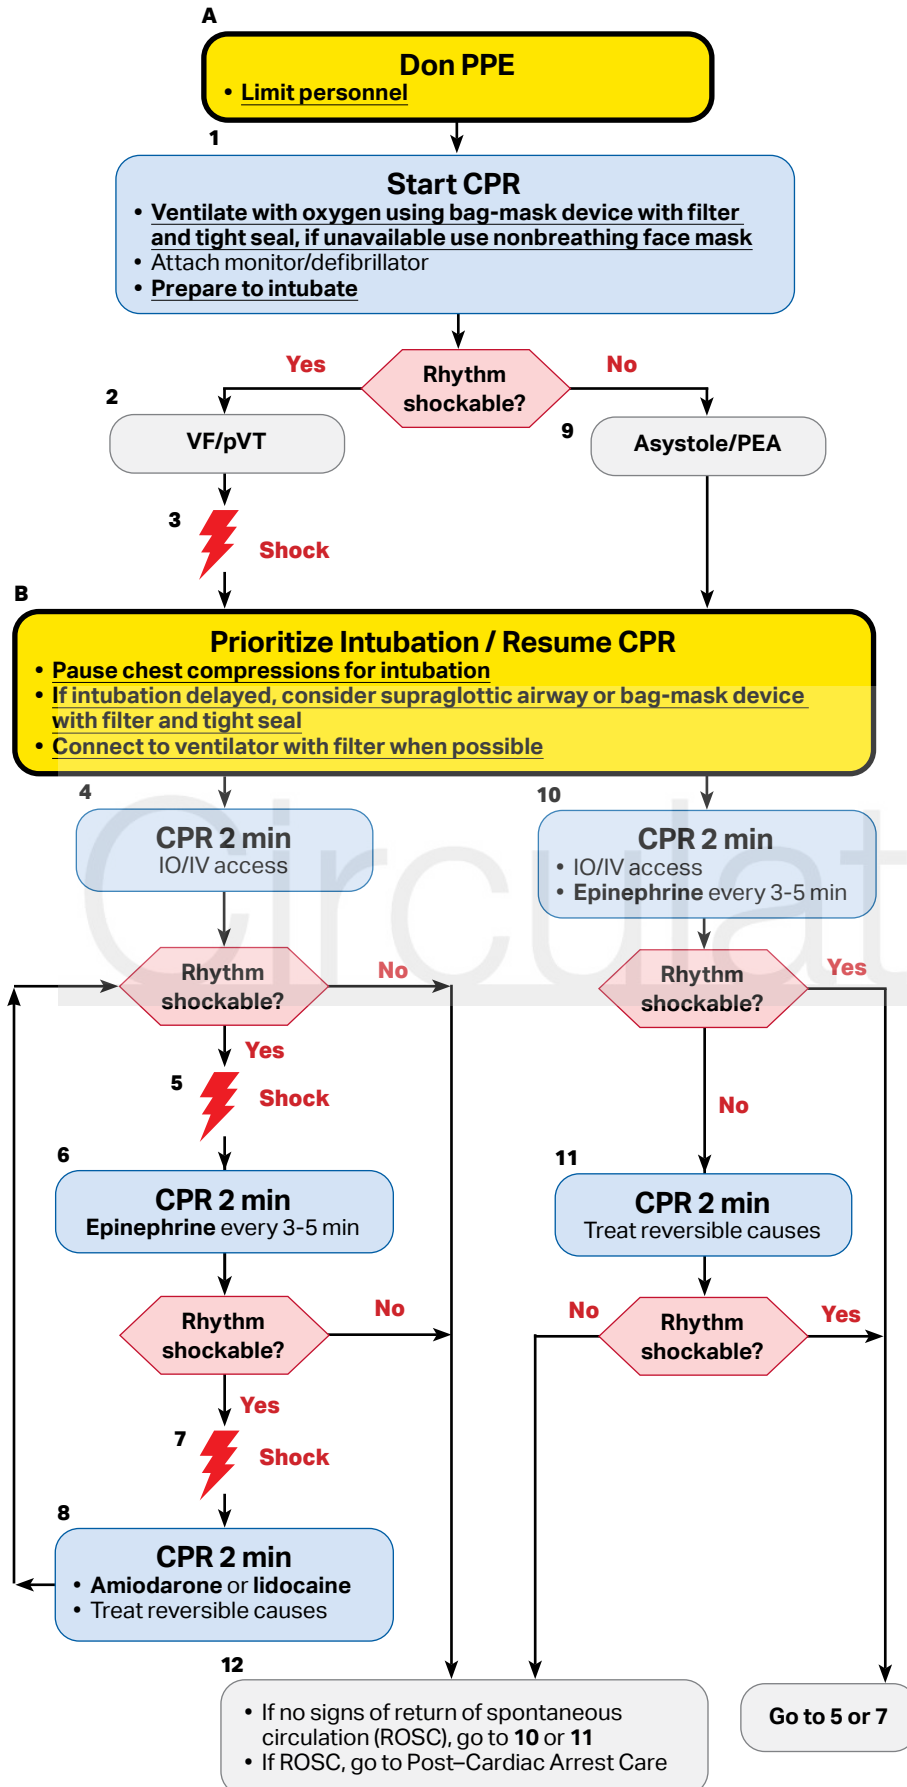 A
Don PPE
• Limit personnel
1
Start CPR
• Ventilate with oxygen using bag-mask device with filter
and tight seal, if unavailable use nonbreathing face mask
• Attach monitor/defibrillator
• Prepare to intubate
Yes
Rhythm
shockable?
No
2
VF/pVT
9
Asystole/PEA
3
Shock
B
Prioritize Intubation / Resume CPR
• Pause chest compressions for intubation
• If intubation delayed, consider supraglottic airway or bag-mask device
with filter and tight seal
• Connect to ventilator with filter when possible
4
CPR 2 min
IO/IV access
10
CPR 2 min
• IO/IV access
• Epinephrine every 3-5 min
Circulat
Rhythm
shockable?
No
Yes
Rhythm
shockable?
Yes
No
5
Shock
6
CPR 2 min
Epinephrine every 3-5 min
11
CPR 2 min
Treat reversible causes
Rhythm
shockable?
No
Yes
No
Rhythm
shockable?
Yes
7
Shock
8
CPR 2 min
• Amiodarone or lidocaine
• Treat reversible causes
12
• If no signs of return of spontaneous
circulation (ROSC), go to 10 or 11
• If ROSC, go to Post–Cardiac Arrest Care
Go to 5 or 7